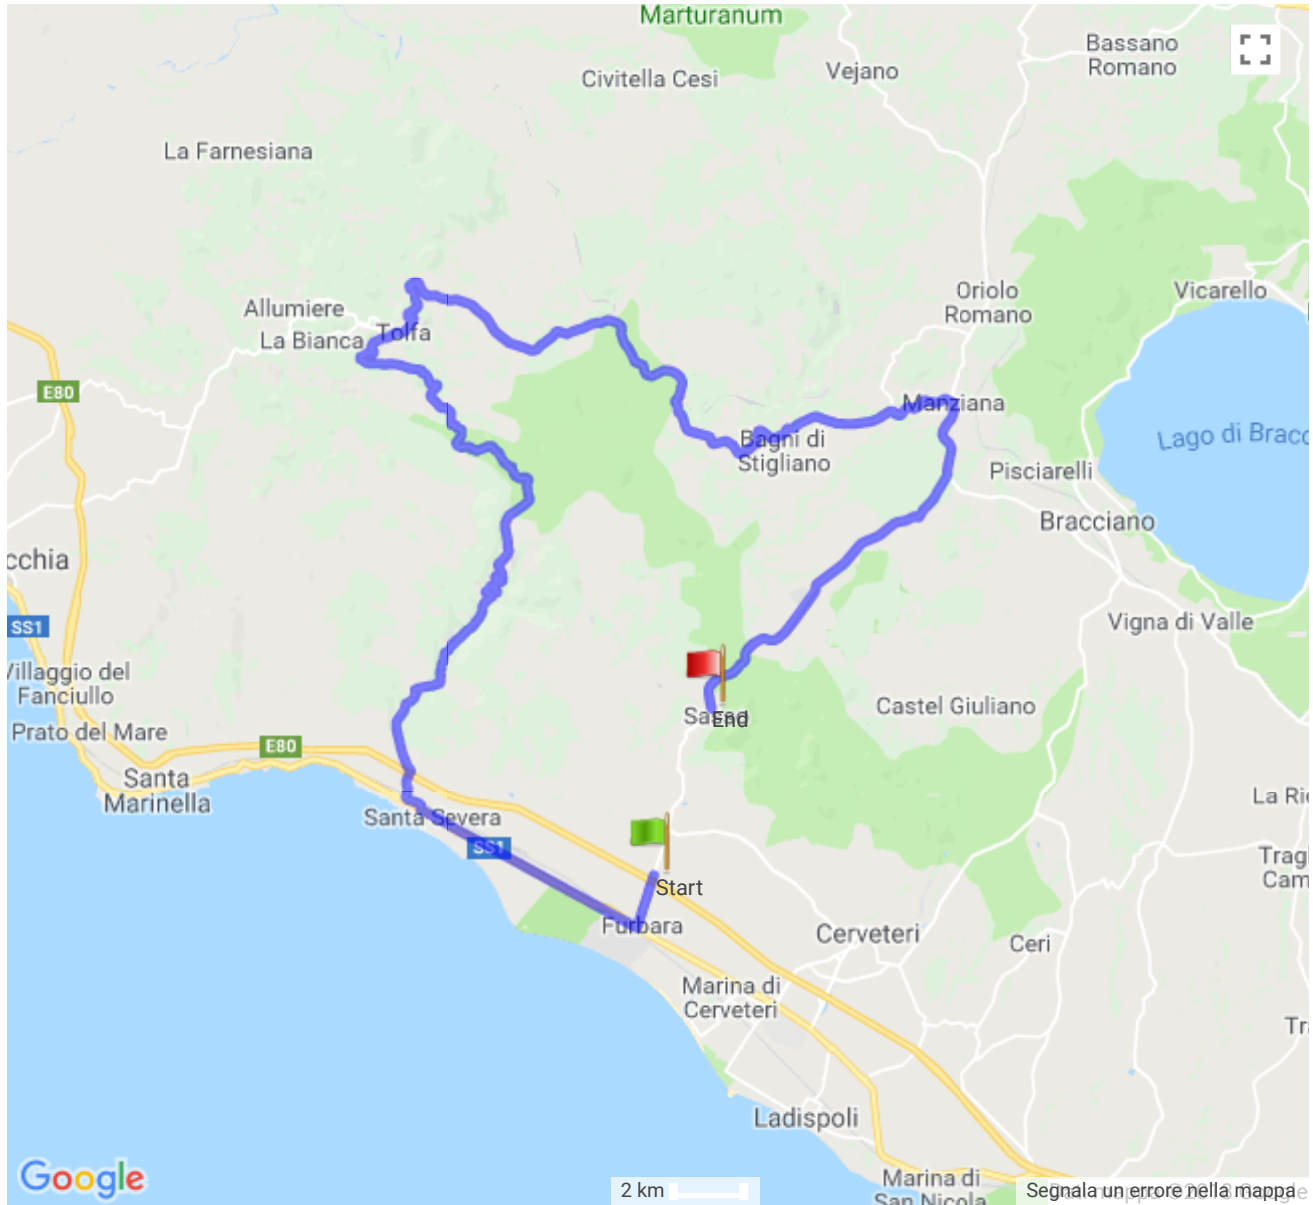 Marturanum
Bassano
Romano
Civitella Cesi
Vejano
La Farnesiana
Vicarello
Oriolo
Romano
Allumiere
Tolfa
La Bianca
E80
Manziana
Lago di Bracc
Bagni di
Stigliano
Pisciarelli
Bracciano
cchia
SS1
Vigna di Valle
Villaggio del
Fanciullo
Castel Giuliano
End
Prato del Mare
E80
Santa
Marinella
La Rie
Santa Severa
SS1
Tragl
Cam
Start
Furbara
Cerveteri
Ceri
Marina di
Cerveteri
Tra
Ladispoli
Marina di
San Nicola
Google
2 km
Segnala un errore nella mappa